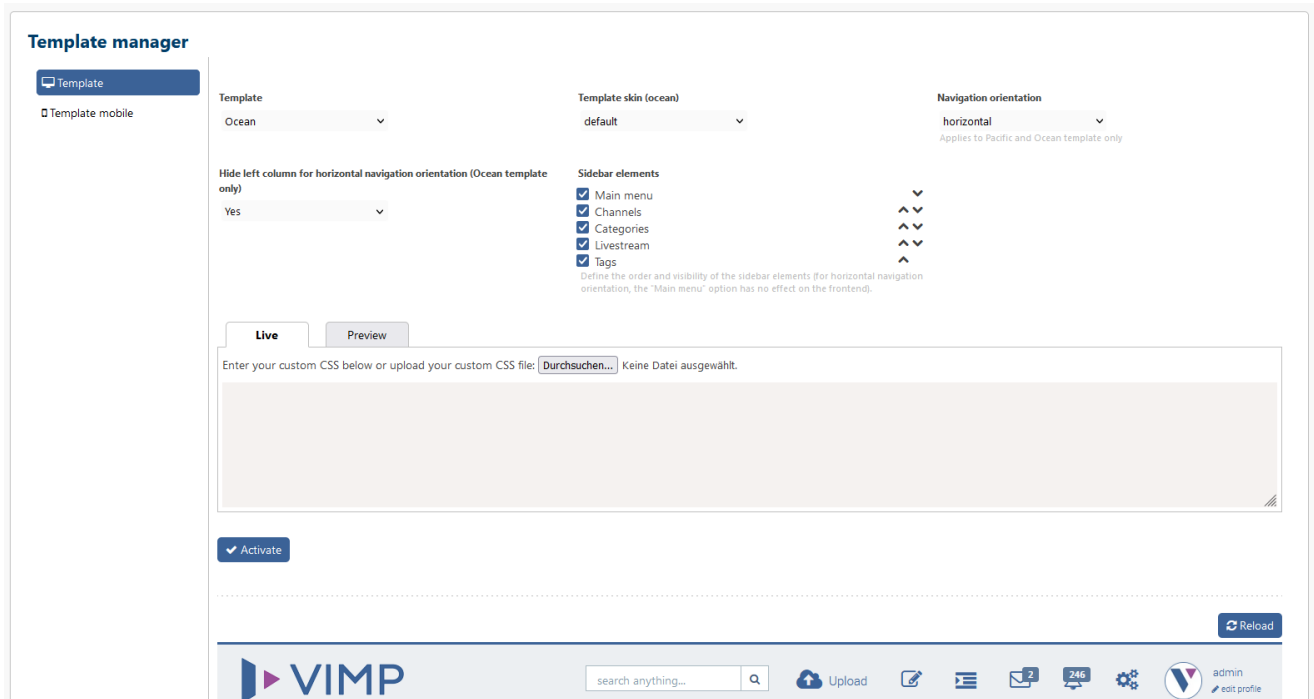 Template manager
Template
Template mobile
Template
Ocean
Template skin (ocean)
default
Navigation orientation
horizontal
Applies to Pacific and Ocean template only
Hide left column for horizontal navigation orientation (Ocean template
only)
Yes
Sidebar elements
Main menu
Channels
Categories
Livestream
Tags
Define the order and visibility of the sidebar elements (for horizontal navigation
orientation, the "Main menu" option has no effect on the frontend).
Live
Preview
Enter your custom CSS below or upload your custom CSS file: Durchsuchen... Keine Datei ausgewählt.
Activate
Reload
VIMP
search anything...
Upload
2
246
admin
edit profile